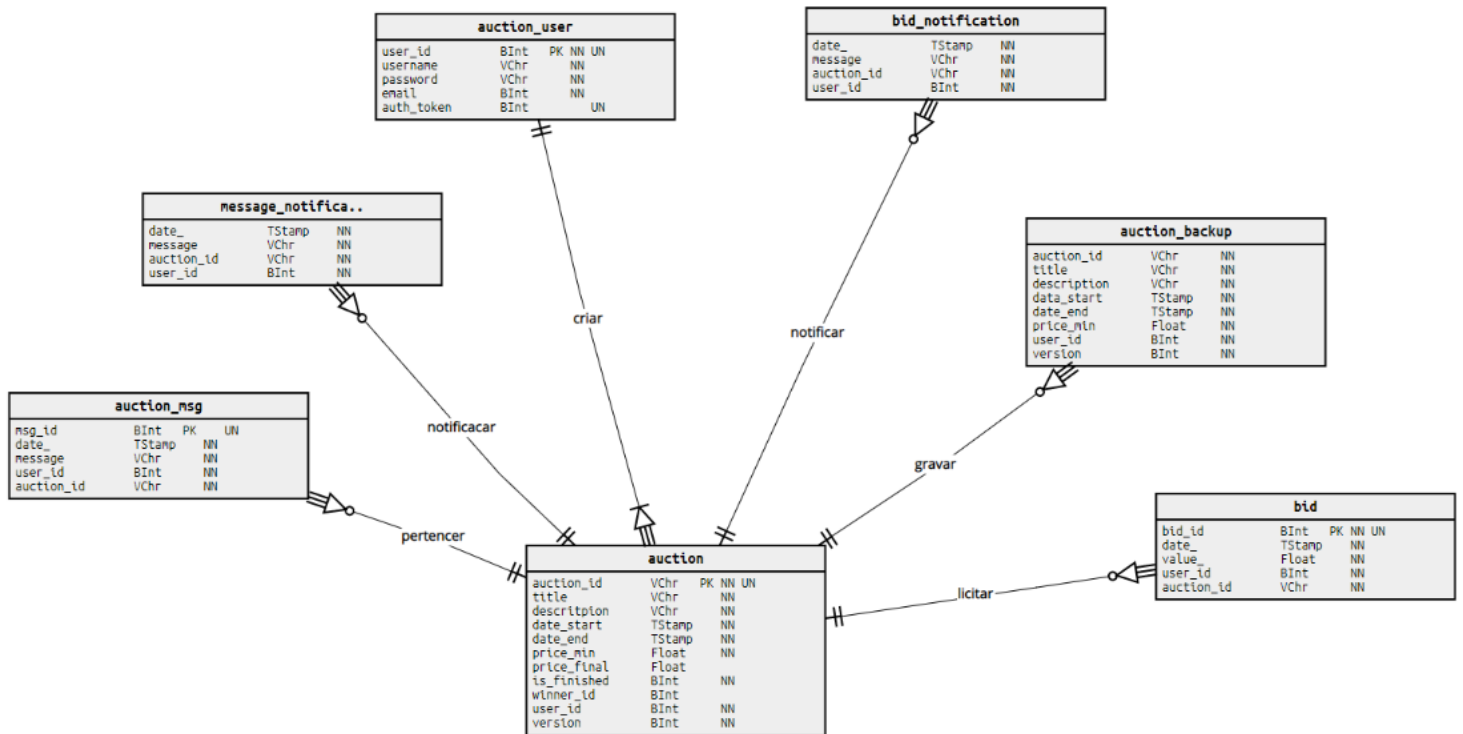 auction_user
user_id BInt PK NN UN
username VChr NN
password VChr NN
email BInt NN
auth_token BInt UN
bid_notification
date_ TStamp NN
message VChr NN
auction_id VChr NN
user_id BInt NN
message_notifica..
date_ TStamp NN
message VChr NN
auction_id VChr NN
user_id BInt NN
auction_backup
auction_id VChr NN
title VChr NN
description VChr NN
data_start TStamp NN
date_end TStamp NN
price_min Float NN
user_id BInt NN
version BInt NN
criar
notificar
auction_msg
msg_id BInt PK UN
date_ TStamp NN
message VChr NN
user_id BInt NN
auction_id VChr NN
notificacar
gravar
pertencer
bid
bid_id BInt PK NN UN
date_ TStamp NN
value_ Float NN
user_id BInt NN
auction_id VChr NN
licitar
auction
auction_id VChr PK NN UN
title VChr NN
descritpion VChr NN
date_start TStamp NN
date_end TStamp NN
price_min Float NN
price_final Float
is_finished BInt NN
winner_id BInt
user_id BInt NN
version BInt NN